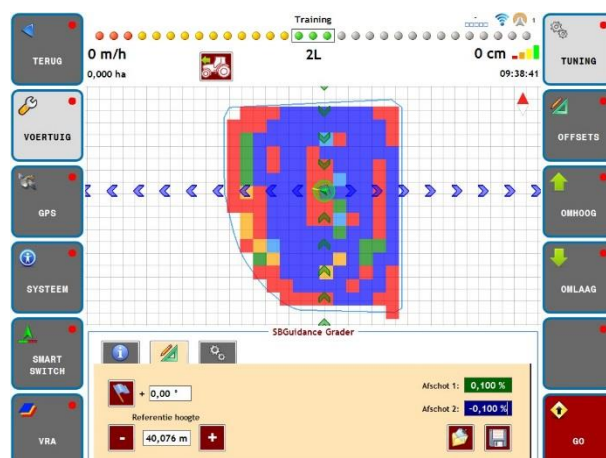 Training
1
TERUG
0 m/h
2L
0 cm
TUNING
0,000 ha
09:38:41
VOERTUIG
OFFSETS
GPS
OMHOOG
SYSTEEM
OMLAAG
SBGuidance Grader
SMART
SWITCH
+ 0,00 °
Afschot 1: 0,100 %
Afschot 2: -0,100 %
Referentie hoogte
- 40,076 m +
VRA
GO